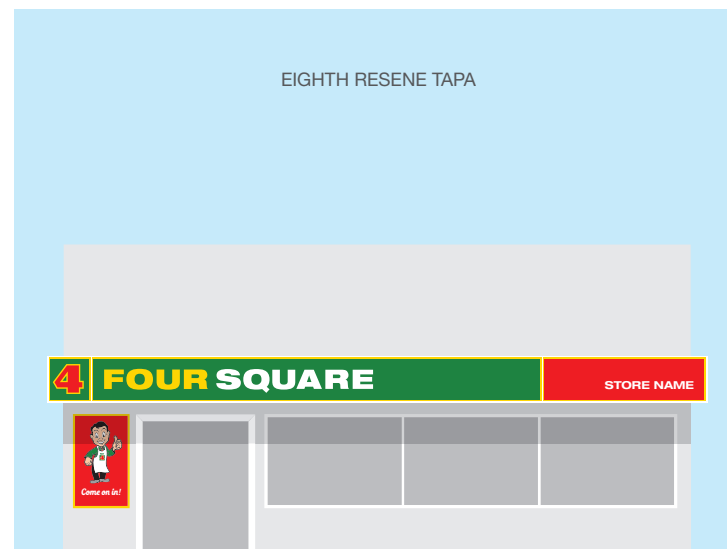 EIGHTH RESENE TAPA
4 FOUR SQUARE
STORE NAME
Come on in!